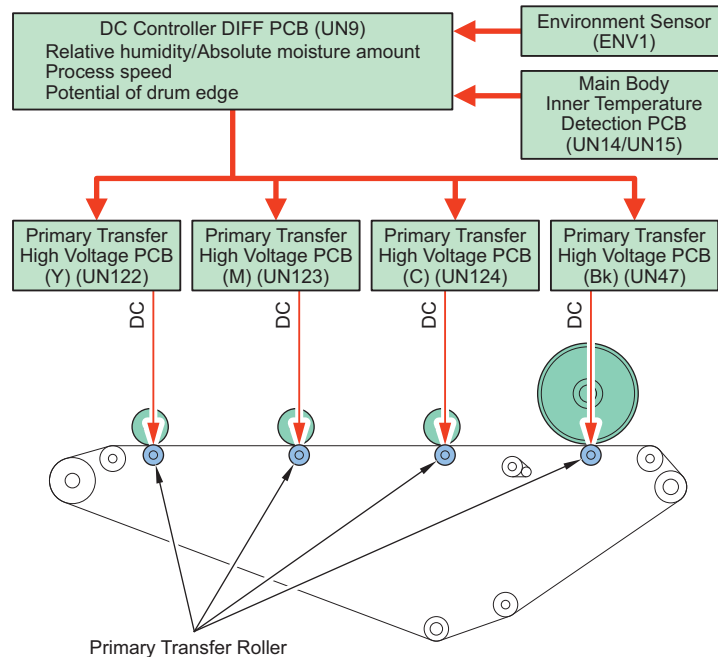 DC Controller DIFF PCB (UN9)
Relative humidity/Absolute moisture amount
Process speed
Potential of drum edge
Environment Sensor
(ENV1)
Main Body
Inner Temperature
Detection PCB
(UN14/UN15)
Primary Transfer
High Voltage PCB
(Y) (UN122)
Primary Transfer
High Voltage PCB
(M) (UN123)
Primary Transfer
High Voltage PCB
(C) (UN124)
Primary Transfer
High Voltage PCB
(Bk) (UN47)
DC
DC
DC
DC
Primary Transfer Roller